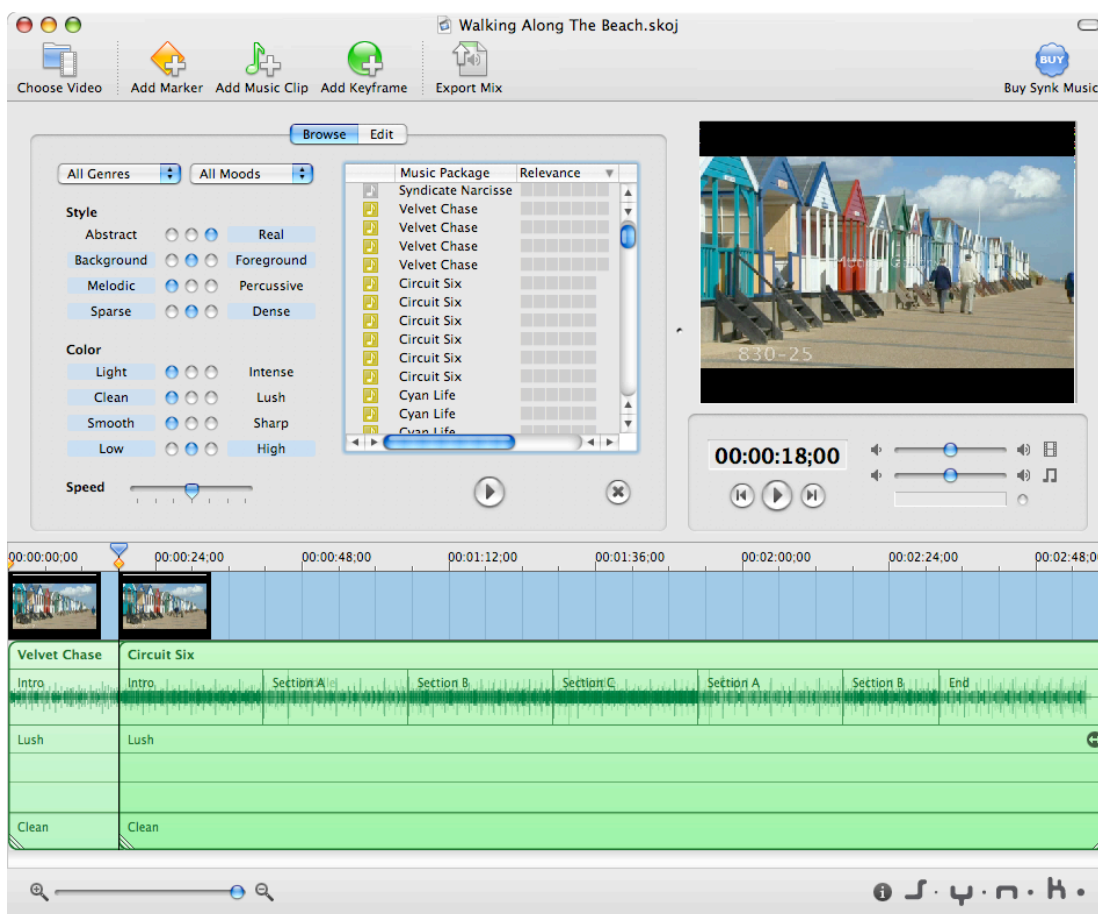 Walking Along The Beach.skoj
Choose Video
Add Marker
Add Music Clip
Add Keyframe
Export Mix
BUY
Buy Synk Music
Browse
Edit
All Genres
All Moods
Style
Abstract Real
Background Foreground
Melodic Percussive
Sparse Dense
Color
Light Intense
Clean Lush
Smooth Sharp
Low High
Speed
Music Package Relevance
Syndicate Narcisse
Velvet Chase
Velvet Chase
Velvet Chase
Velvet Chase
Circuit Six
Circuit Six
Circuit Six
Circuit Six
Circuit Six
Circuit Six
Cyan Life
Cyan Life
Cyan Life
830-25
00:00:18;00
00:00:00;00 00:00:24;00 00:00:48;00 00:01:12;00 00:01:36;00 00:02:00;00 00:02:24;00 00:02:48;0
Velvet Chase Circuit Six
Intro Intro Section A Section B Section C Section A Section B End
Lush Lush
Clean Clean
s·y·n·k·